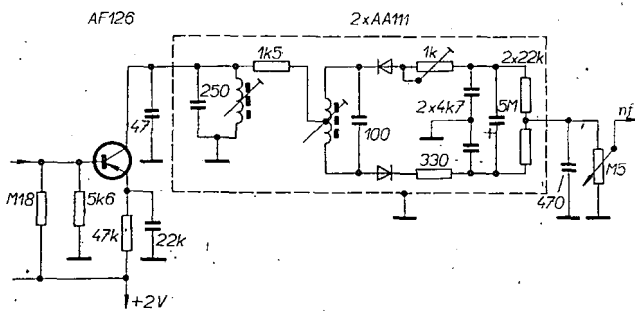 AF126
2xAA111
1k5
1k
2x22k
250
47
100
2x4k7
5M
+
nf
M18
5k6
330
470
M5
47k
22k
+2V